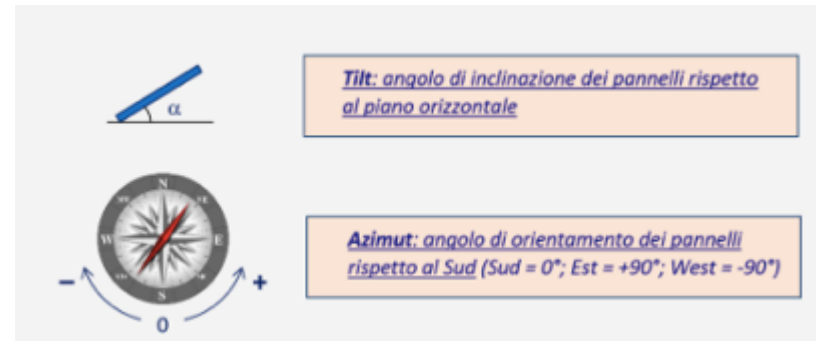 Tilt: angolo di inclinazione dei pannelli rispetto
al piano orizzontale
α
N
NE
W
E
S
Azimut: angolo di orientamento dei pannelli
rispetto al Sud (Sud = 0°; Est = +90°; West = -90°)
− +
0